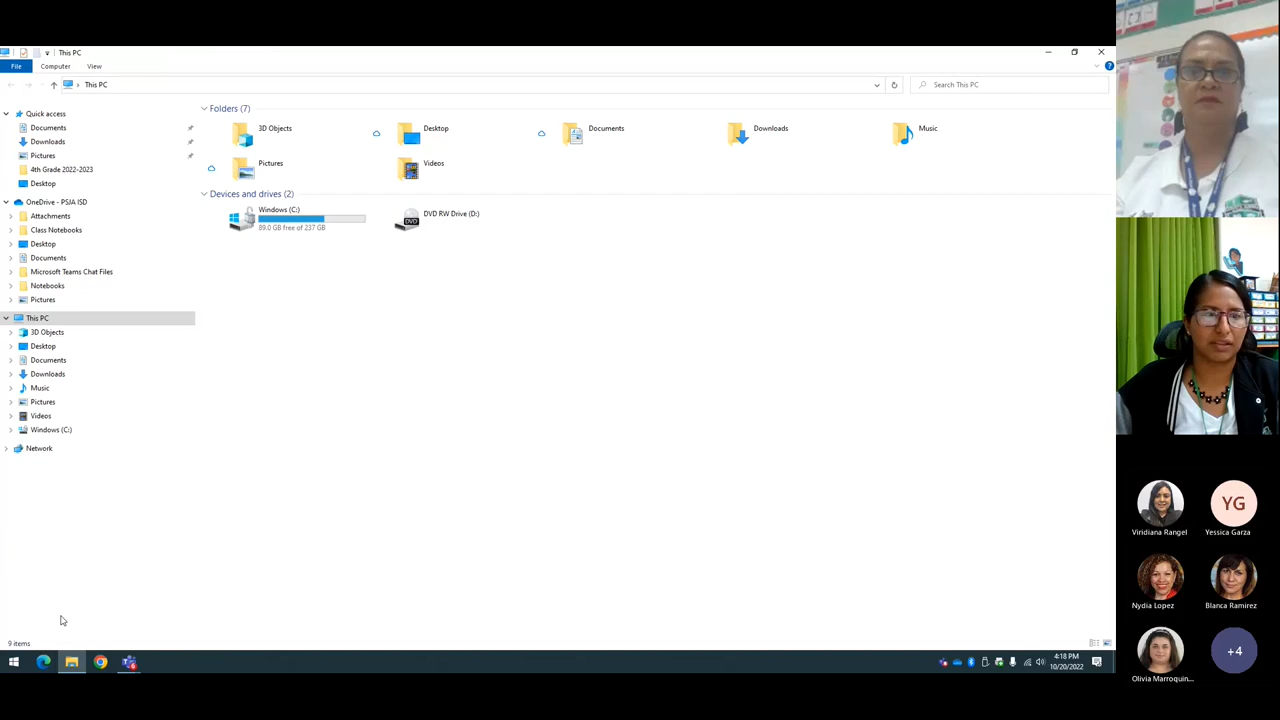 This PC
File Computer View
This PC
Search This PC
Quick access
Documents
Downloads
Pictures
4th Grade 2022-2023
Desktop
OneDrive - PSJA ISD
Attachments
Class Notebooks
Desktop
Documents
Microsoft Teams Chat Files
Notebooks
Pictures
This PC
3D Objects
Desktop
Documents
Downloads
Music
Pictures
Videos
Windows (C:)
Network
Folders (7)
3D Objects
Desktop
Documents
Downloads
Music
Pictures
Videos
Devices and drives (2)
Windows (C:)
89.0 GB free of 237 GB
DVD
DVD RW Drive (D:)
9 items
4:18 PM
10/20/2022
Viridiana Rangel
YG
Yessica Garza
Nydia Lopez
Blanca Ramirez
Olivia Marroquin...
+4